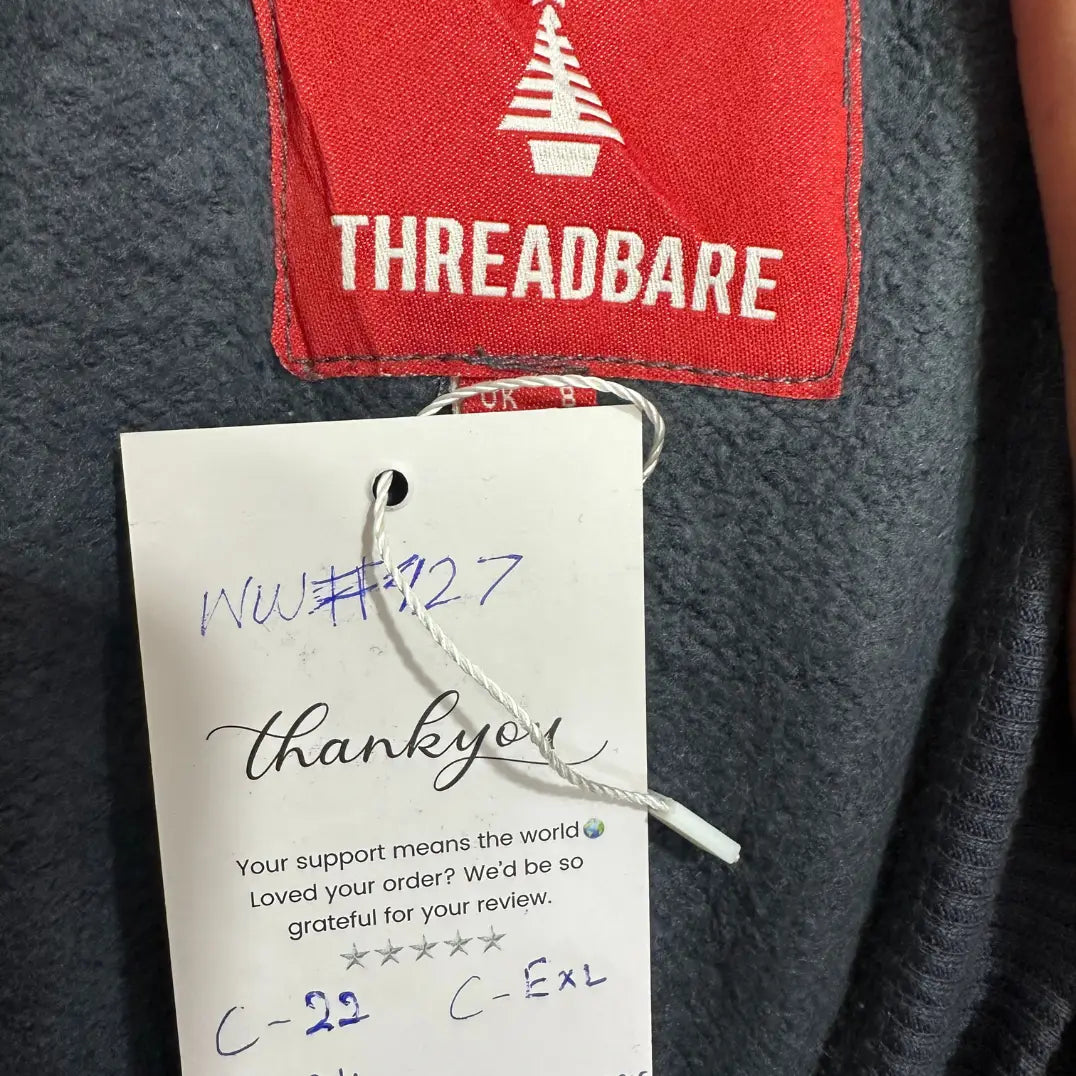 THREADBARE
UK 8
WW#927
thankyou
Your support means the world
Loved your order? We'd be so
grateful for your review.
C-22 C-EXL